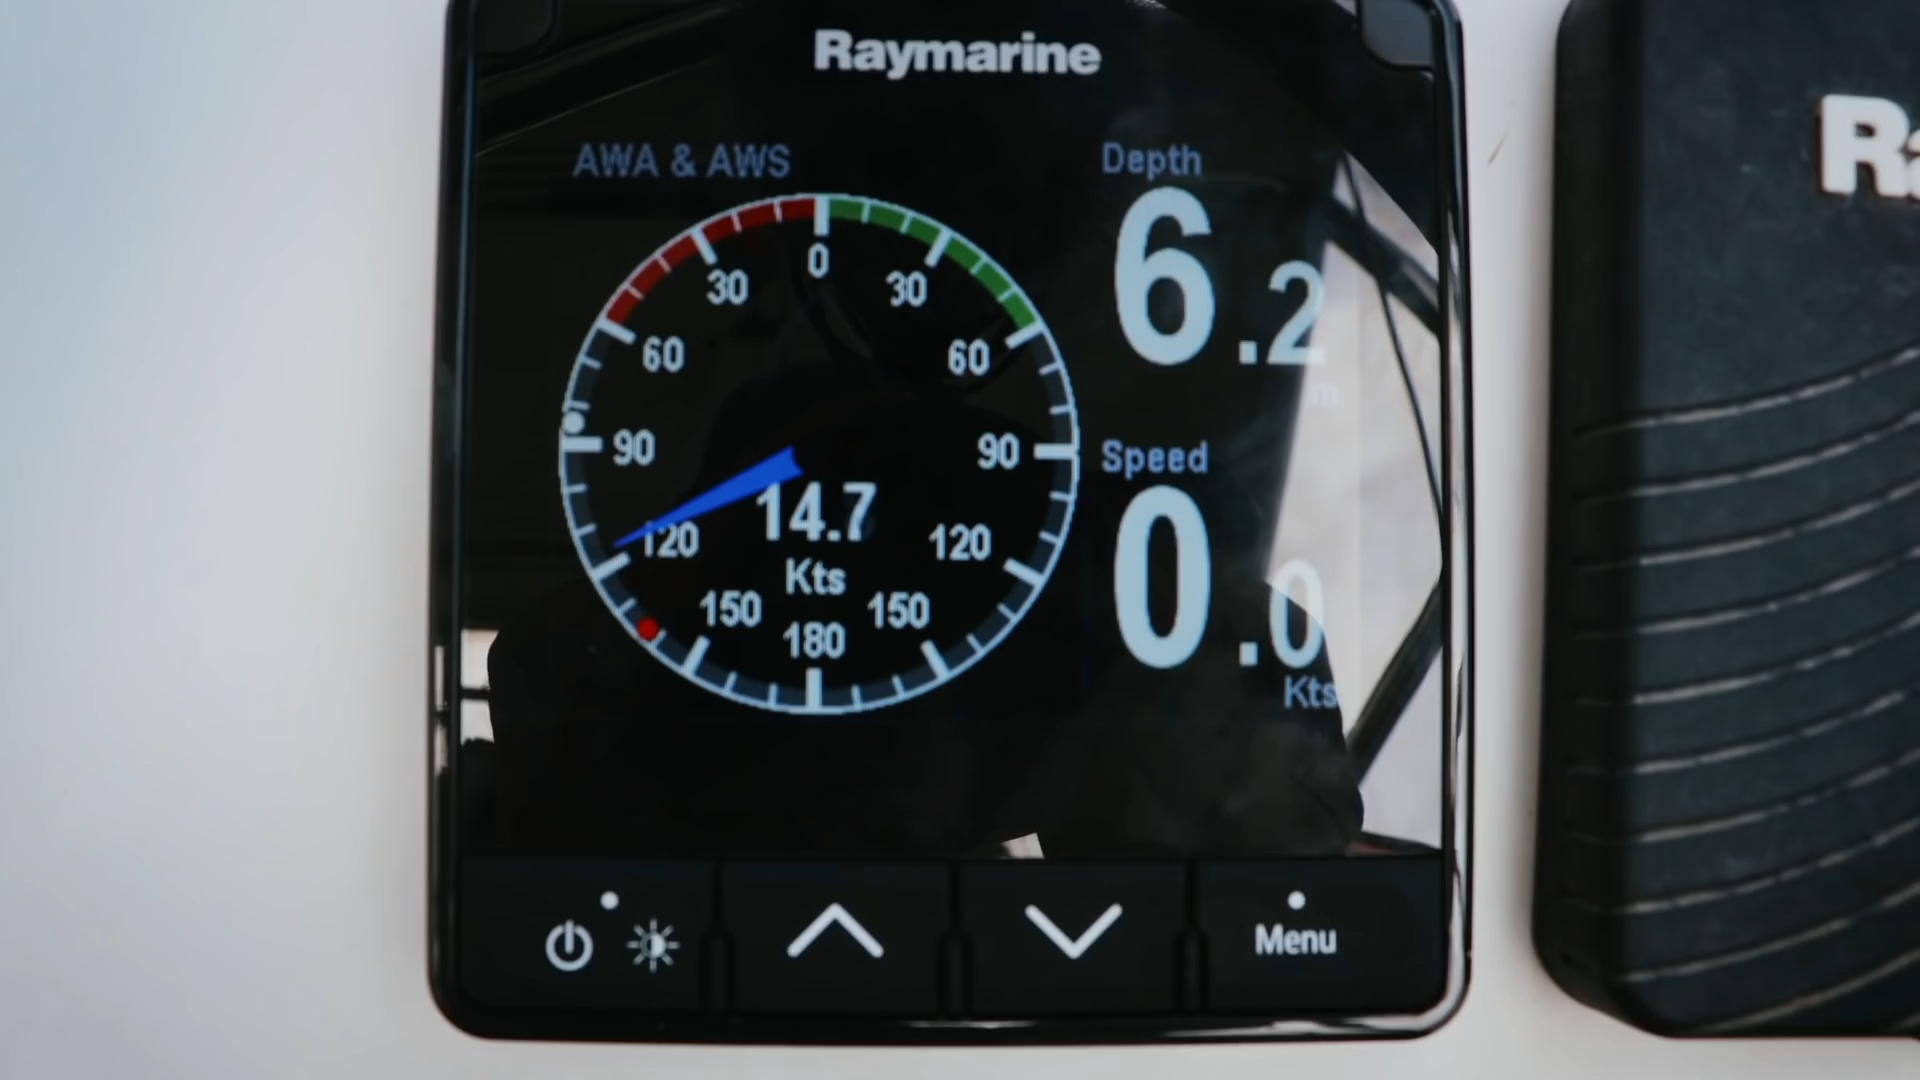 Raymarine
AWA & AWS
0
30
30
60
60
90
90
120
120
14.7
Kts
150
150
180
Depth
6.2
m
Speed
0.0
Kts
Menu